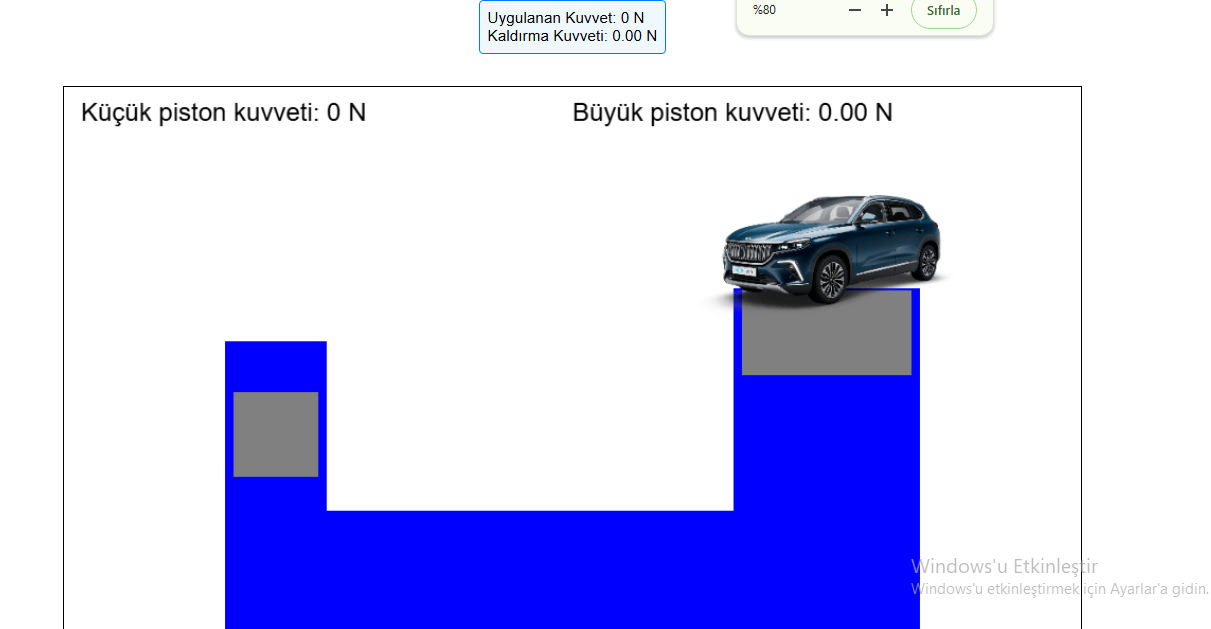 Uygulanan Kuvvet: 0 N
Kaldırma Kuvveti: 0.00 N
%80
Sıfırla
Küçük piston kuvveti: 0 N
Büyük piston kuvveti: 0.00 N
Windows'u Etkinleştir
Windows'u etkinleştirmek için Ayarlar'a gidin.